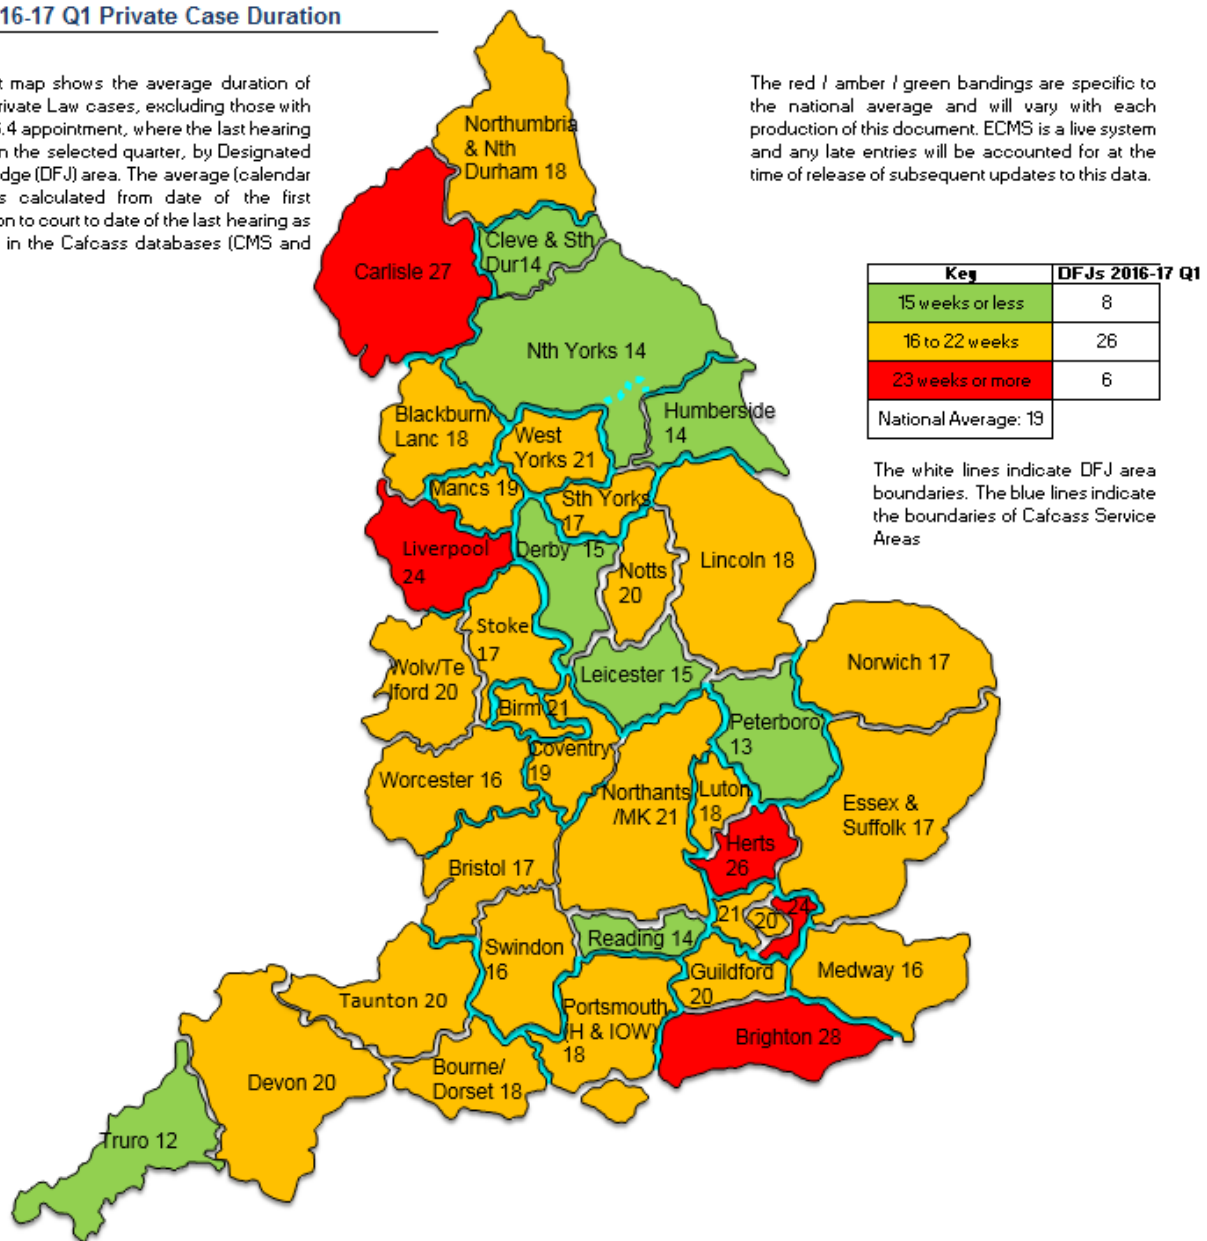 16-17 Q1 Private Case Duration
t map shows the average duration of
rivate Law cases, excluding those with
.4 appointment, where the last hearing
n the selected quarter, by Designated
dge (DFJ) area. The average (calendar
s calculated from date of the first
on to court to date of the last hearing as
in the Cafcass databases (CMS and
The red / amber / green bandings are specific to
the national average and will vary with each
production of this document. ECMS is a live system
and any late entries will be accounted for at the
time of release of subsequent updates to this data.
Key DFJs 2016-17 Q1
15 weeks or less 8
16 to 22 weeks 26
23 weeks or more 6
National Average: 19
The white lines indicate DFJ area
boundaries. The blue lines indicate
the boundaries of Cafcass Service
Areas
Northumbria
& Nth
Durham 18
Cleve & Sth
Dur14
Carlisle 27
Nth Yorks 14
Humberside
14
Blackburn/
Lanc 18
West
Yorks 21
Mancs 19
Sth Yorks
17
Liverpool
24
Derby 15
Notts
20
Lincoln 18
Stoke
17
Wolv/Te
lford 20
Leicester 15
Norwich 17
Birm 21
Peterboro
13
Coventry
19
Worcester 16
Northants
/MK 21
Luton
18
Essex &
Suffolk 17
Herts
26
Bristol 17
21
20
24
Reading 14
Swindon
16
Guildford
20
Medway 16
Taunton 20
Portsmouth
(H & IOW)
18
Brighton 28
Devon 20
Bourne/
Dorset 18
Truro 12